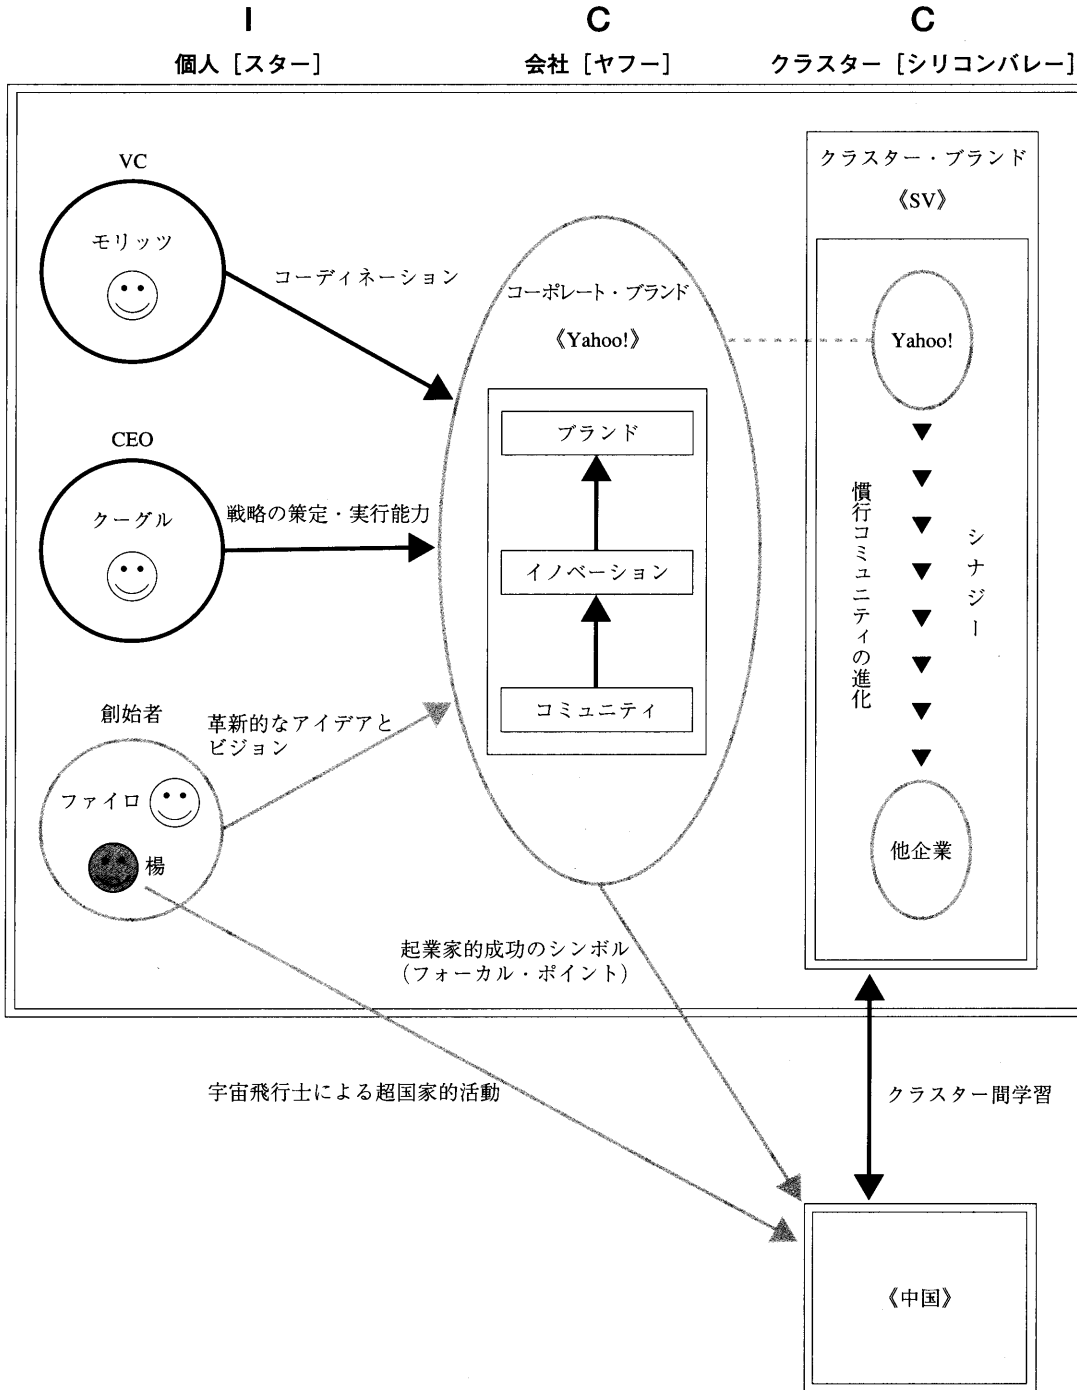 I
C
C
個人［スター］
会社［ヤフー］
クラスター［シリコンバレー］
VC
モリッツ
コーディネーション
CEO
クーグル
戦略の策定・実行能力
創始者
革新的なアイデアと
ビジョン
ファイロ
楊
コーポレート・ブランド
《Yahoo!》
ブランド
イノベーション
コミュニティ
クラスター・ブランド
《SV》
Yahoo!
慣行コミュニティの進化
シナジー
他企業
起業家的成功のシンボル
（フォーカル・ポイント）
宇宙飛行士による超国家的活動
クラスター間学習
《中国》